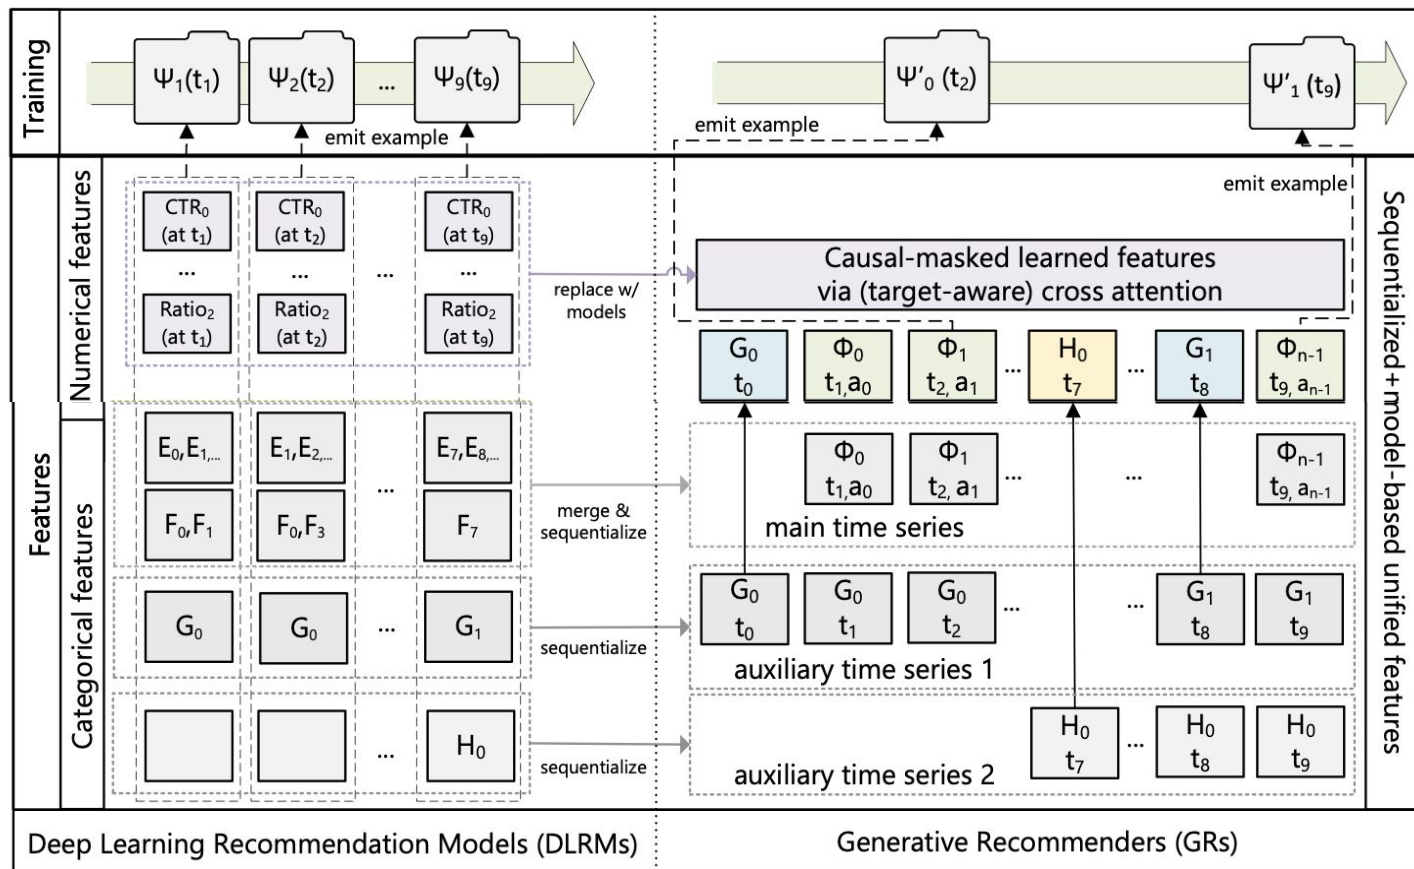 Training
Ψ₁(t₁)
Ψ₂(t₂)
...
Ψ₉(t₉)
emit example
Ψ'₀ (t₂)
Ψ'₁ (t₉)
emit example
emit example
Features
Numerical features
CTR₀
(at t₁)
...
Ratio₂
(at t₁)
CTR₀
(at t₂)
...
Ratio₂
(at t₂)
...
CTR₀
(at t₉)
...
Ratio₂
(at t₉)
replace w/
models
Causal-masked learned features
via (target-aware) cross attention
G₀
t₀
Φ₀
t₁,a₀
Φ₁
t₂, a₁
...
H₀
t₇
...
G₁
t₈
Φₙ₋₁
t₉, aₙ₋₁
Categorical features
E₀,E₁,...
E₁,E₂,...
...
E₇,E₈,...
F₀,F₁
F₀,F₃
F₇
merge &
sequentialize
Φ₀
t₁,a₀
Φ₁
t₂, a₁
...
...
Φₙ₋₁
t₉, aₙ₋₁
main time series
G₀
G₀
...
G₁
sequentialize
G₀
t₀
G₀
t₁
G₀
t₂
...
...
G₁
t₈
G₁
t₉
auxiliary time series 1
...
H₀
sequentialize
H₀
t₇
...
H₀
t₈
H₀
t₉
auxiliary time series 2
Sequentialized+model-based unified features
Deep Learning Recommendation Models (DLRMs)
Generative Recommenders (GRs)